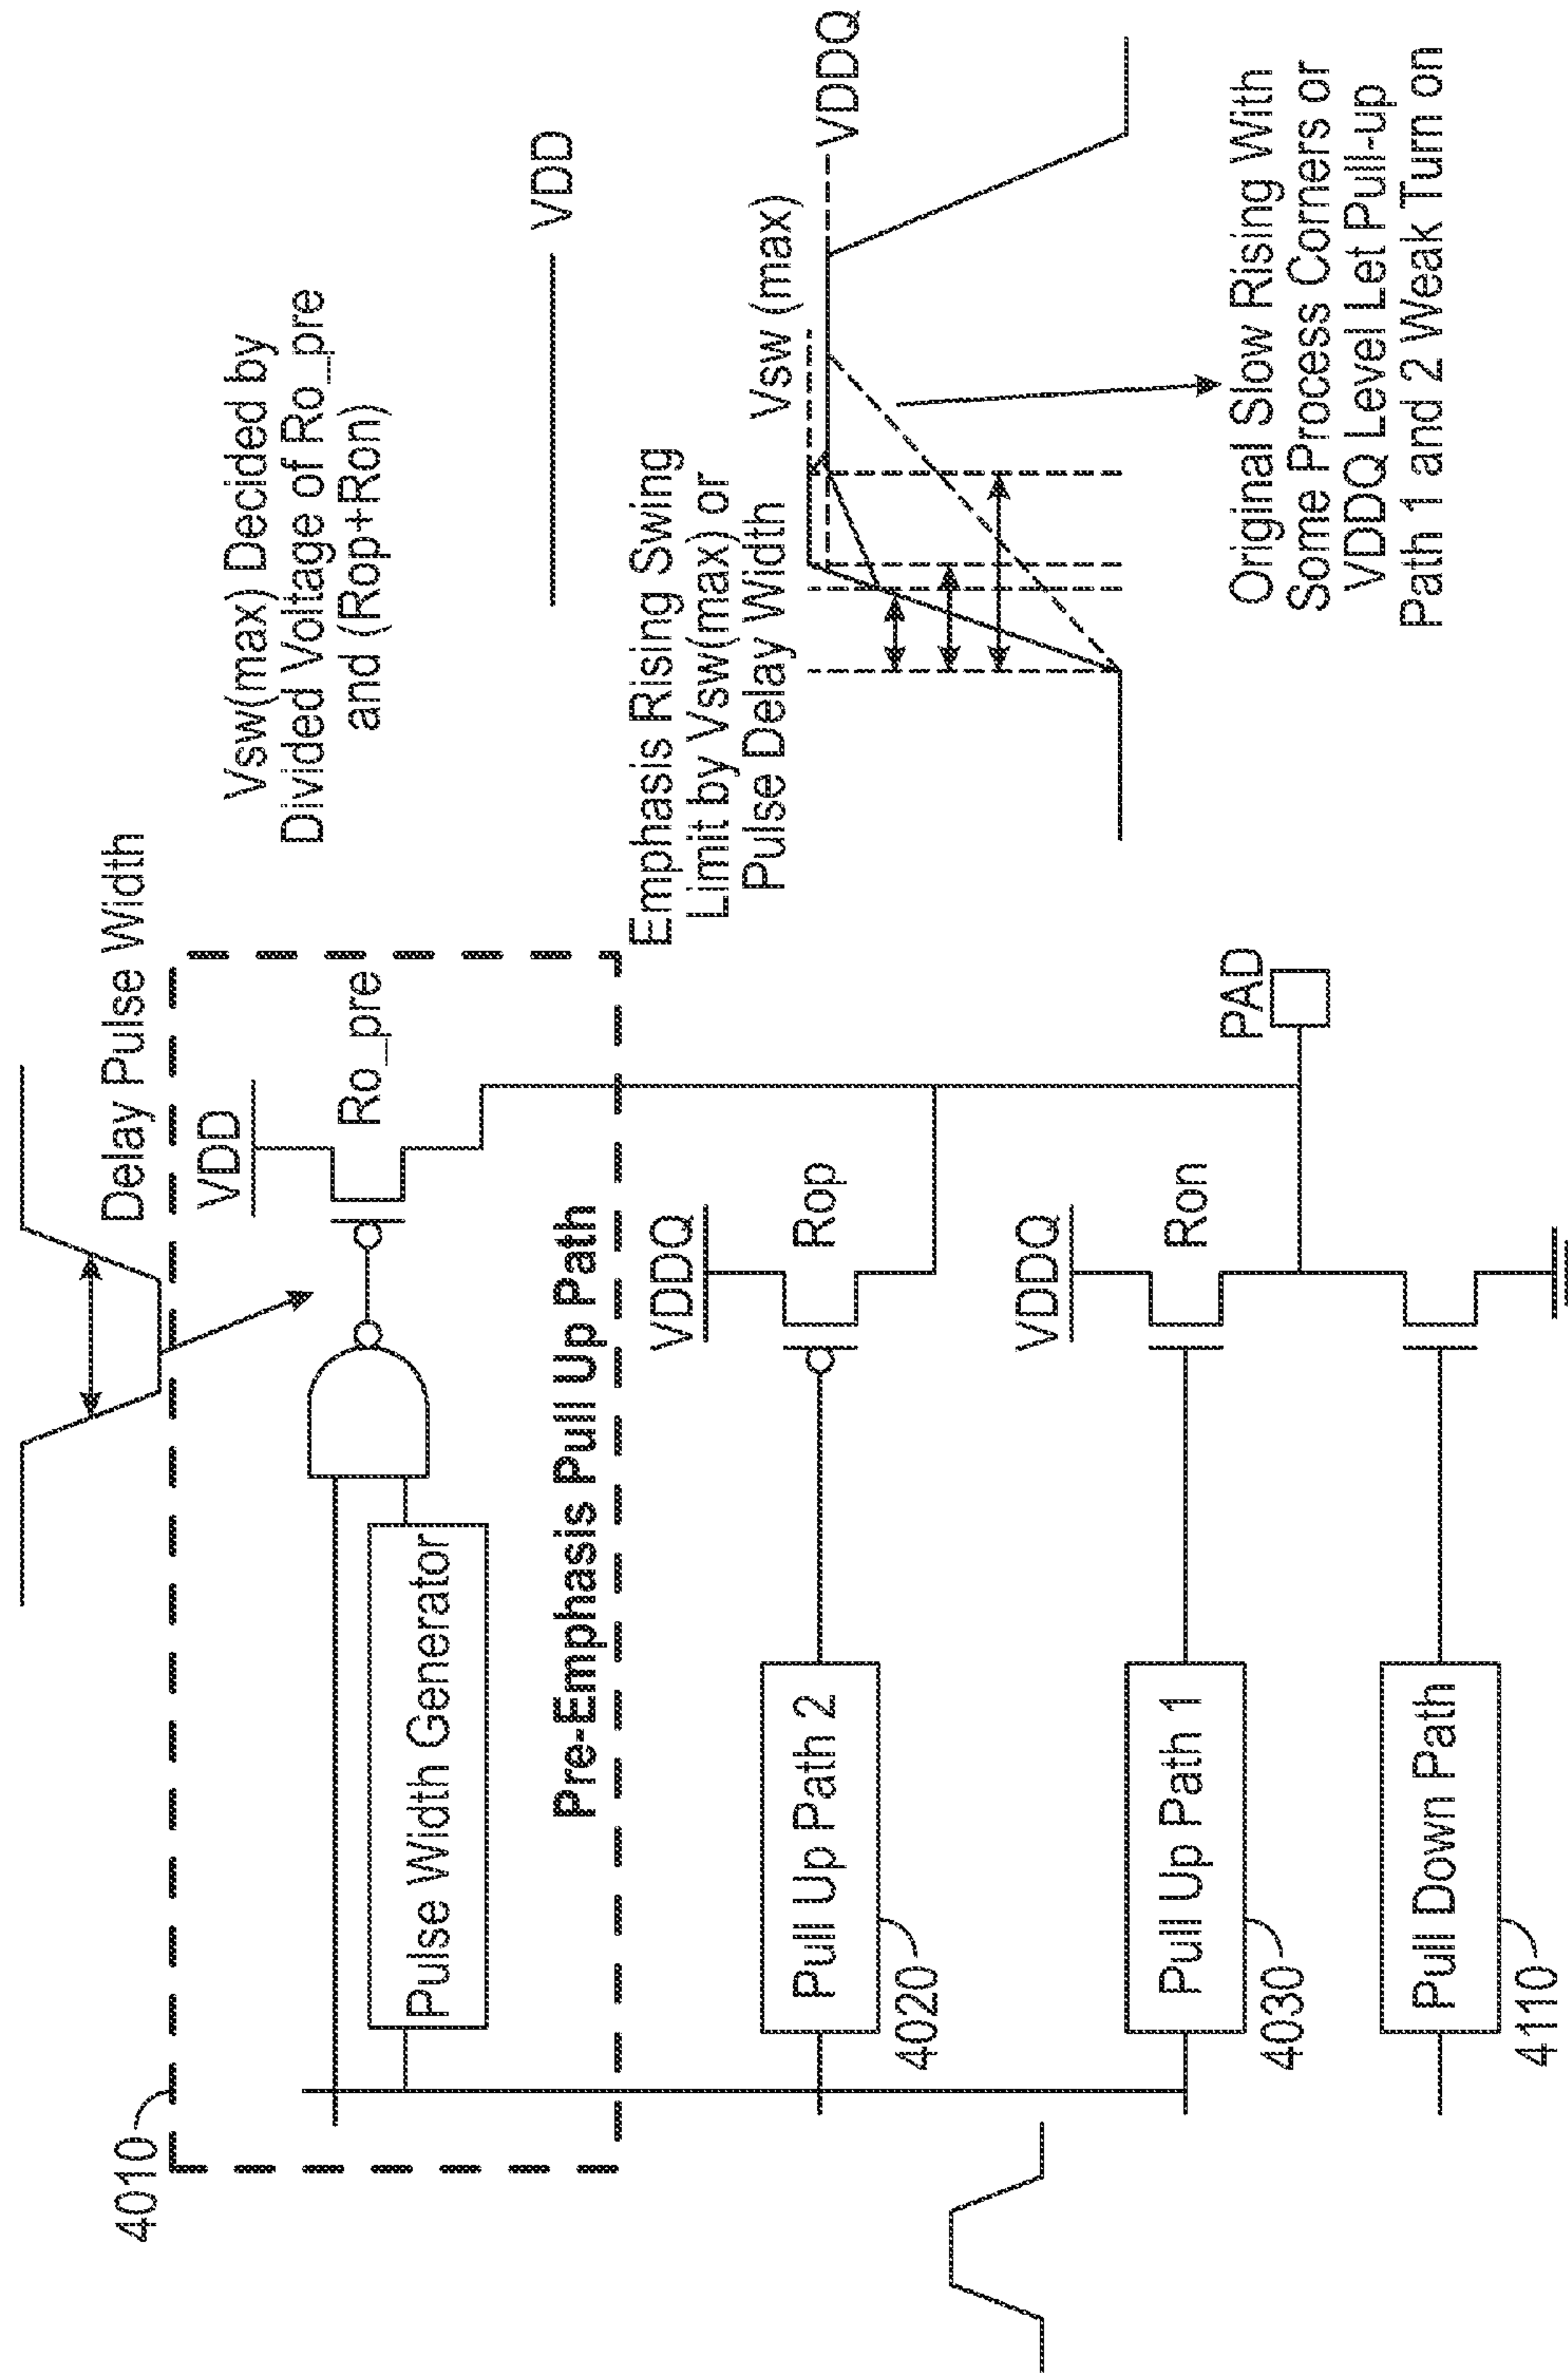 Delay Pulse Width
4010
VDD
Ro_pre
Pulse Width Generator
Pre-Emphasis Pull Up Path
VDDQ
Rop
Pull Up Path 2
4020
VDDQ
Ron
PAD
Pull Up Path 1
4030
Pull Down Path
4110
Vsw(max) Decided by
Divided Voltage of Ro_pre
and (Rop+Ron)
VDD
Emphasis Rising Swing
Limit by Vsw(max) or
Pulse Delay Width
Vsw (max)
VDDQ
Original Slow Rising With
Some Process Corners or
VDDQ Level Let Pull-up
Path 1 and 2 Weak Turn on